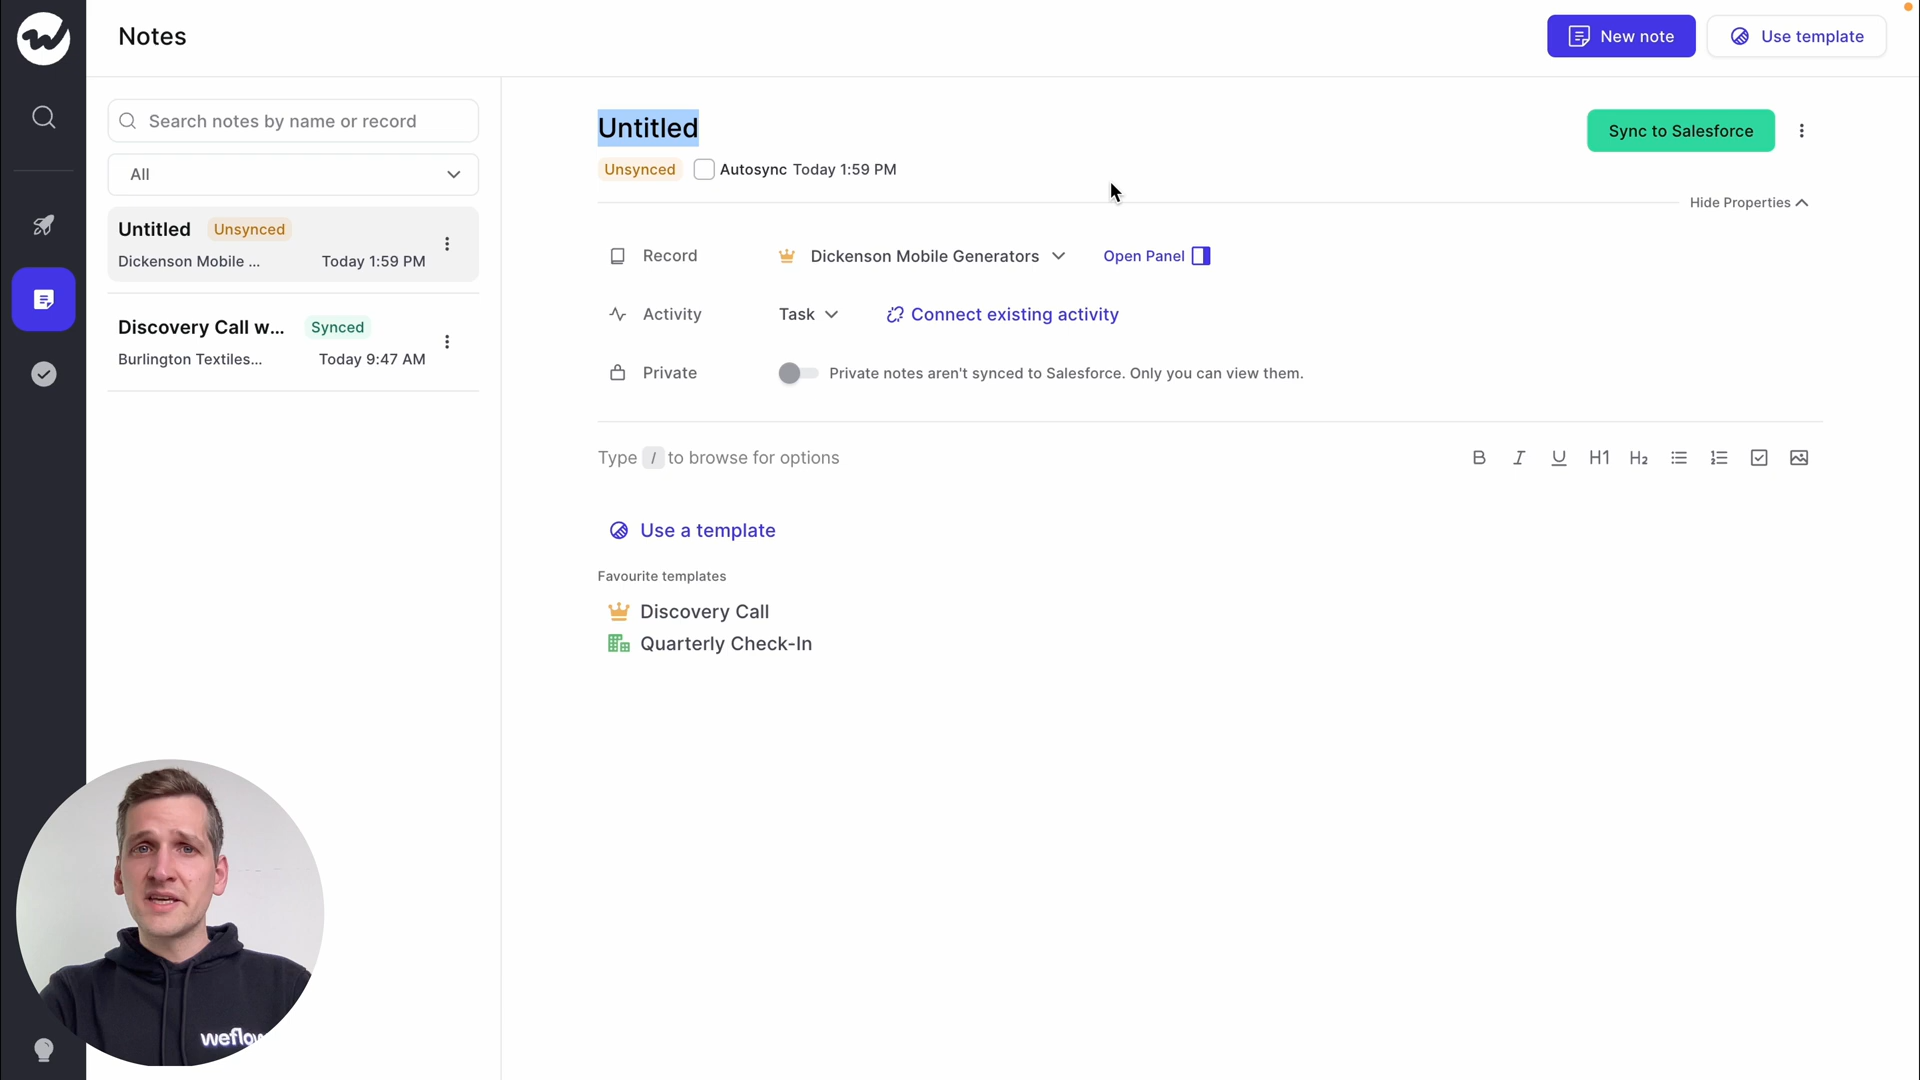 Notes
New note
Use template
Search notes by name or record
All
Untitled Unsynced
Dickenson Mobile ... Today 1:59 PM
Discovery Call w... Synced
Burlington Textiles... Today 9:47 AM
Untitled
Sync to Salesforce
Unsynced Autosync Today 1:59 PM
Hide Properties
Record Dickenson Mobile Generators Open Panel
Activity Task Connect existing activity
Private Private notes aren't synced to Salesforce. Only you can view them.
Type / to browse for options
B I U H1 H2
Use a template
Favourite templates
Discovery Call
Quarterly Check-In
weflow